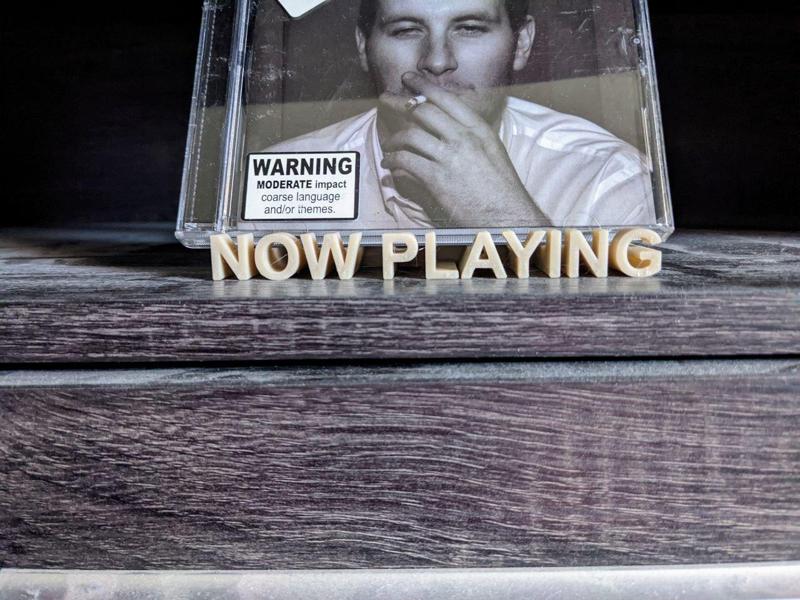 WARNING
MODERATE impact
coarse language
and/or themes.
NOW PLAYING